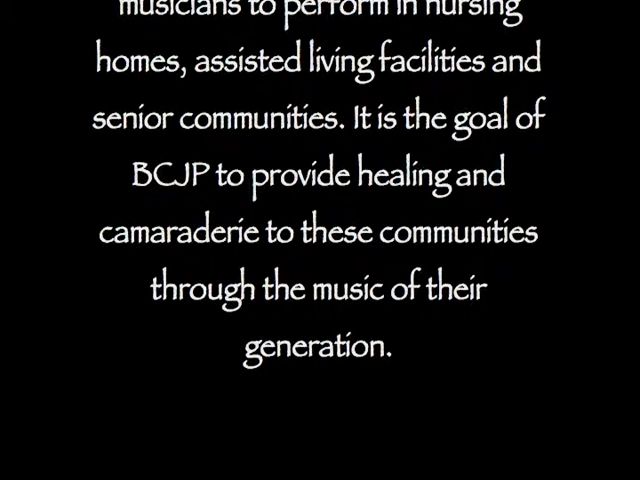 musicians to perform in nursing
homes, assisted living facilities and
senior communities. It is the goal of
BCJP to provide healing and
camaraderie to these communities
through the music of their
generation.